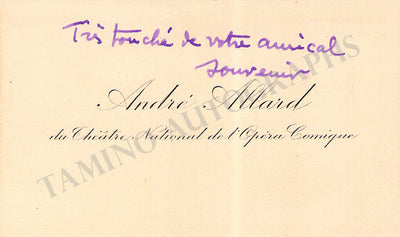 Très touché de votre amical
souvenir
André Allard
du Théâtre National de l'Opéra Comique
TAMINO AUTOGRAPHS